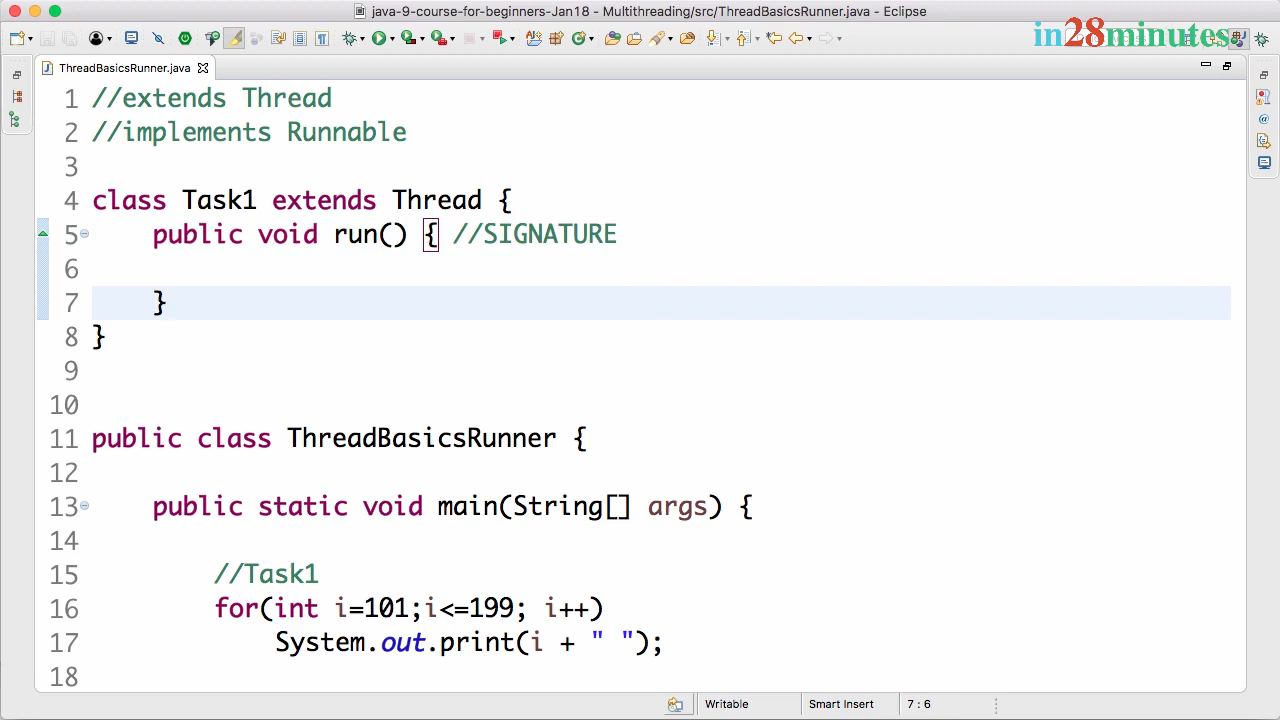 java-9-course-for-beginners-Jan18 - Multithreading/src/ThreadBasicsRunner.java - Eclipse
in28minutes
ThreadBasicsRunner.java
1 //extends Thread
2 //implements Runnable
3
4 class Task1 extends Thread {
5 public void run() { //SIGNATURE
6
7 }
8 }
9
10
11 public class ThreadBasicsRunner {
12
13 public static void main(String[] args) {
14
15 //Task1
16 for(int i=101;i<=199; i++)
17 System.out.print(i + " ");
18
Writable
Smart Insert
7 : 6